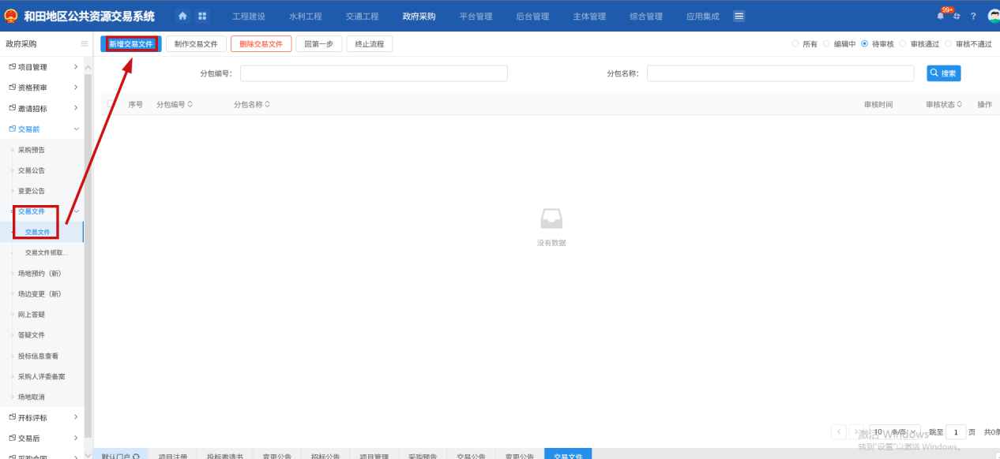 和田地区公共资源交易系统
工程建设 水利工程 交通工程 政府采购 平台管理 后台管理 主体管理 综合管理 应用集成
99+
?
政府采购
新增交易文件 制作交易文件 删除交易文件 回第一步 终止流程
所有 编辑中 待审核 审核通过 审核不通过
项目管理
资格预审
邀请招标
交易前
采购预告
交易公告
变更公告
交易文件
交易文件
交易文件领取...
场地预约（新）
场边变更（新）
网上答疑
答疑文件
投标信息查看
采购人评委备案
场地取消
开标评标
交易后
采购合同
分包编号：
分包名称：
搜索
序号 分包编号 分包名称 审核时间 审核状态 操作
没有数据
10 条/页 跳至 1 页 共0条
激活 Windows
转到"设置"以激活 Windows。
默认门户 项目注册 投标邀请书 变更公告 招标公告 项目管理 采购预告 交易公告 变更公告 交易文件